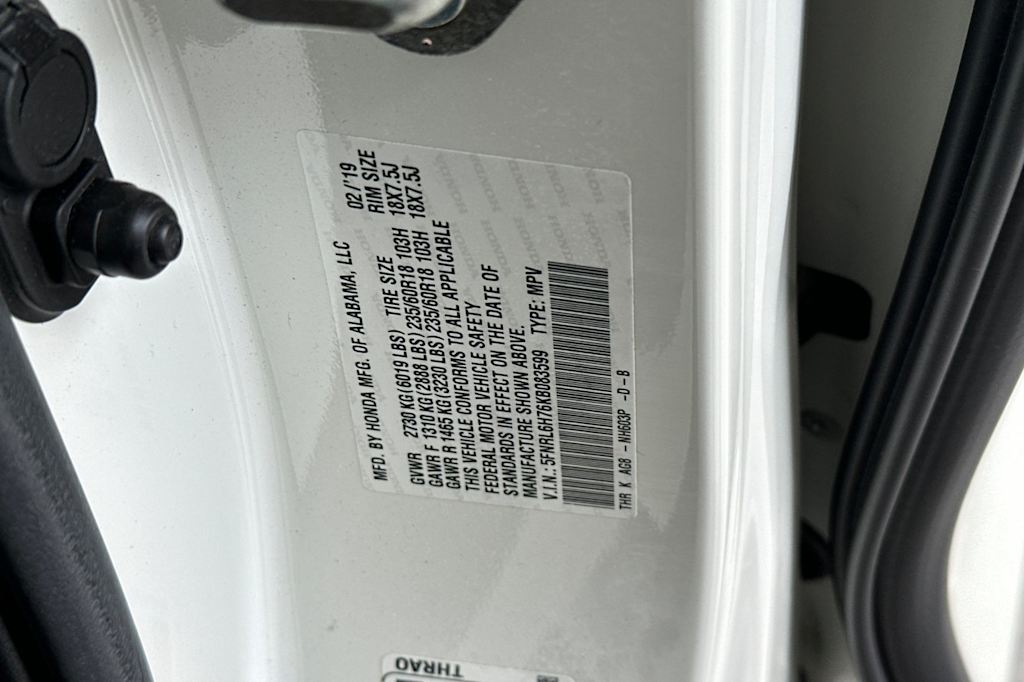 MFD. BY HONDA MFG. OF ALABAMA, LLC 02/'19
GVWR 2730 KG(6019 LBS) TIRE SIZE RIM SIZE
GAWR F 1310 KG(2888 LBS)235/60R18 103H 18X7.5J
GAWR R 1465 KG(3230 LBS)235/60R18 103H 18X7.5J
THIS VEHICLE CONFORMS TO ALL APPLICABLE
FEDERAL MOTOR VEHICLE SAFETY
STANDARDS IN EFFECT ON THE DATE OF
MANUFACTURE SHOWN ABOVE.
V.I.N.: 5FNRL6H76KB083599 TYPE: MPV
THR K AG8 - NH603P -D-B
THRA0